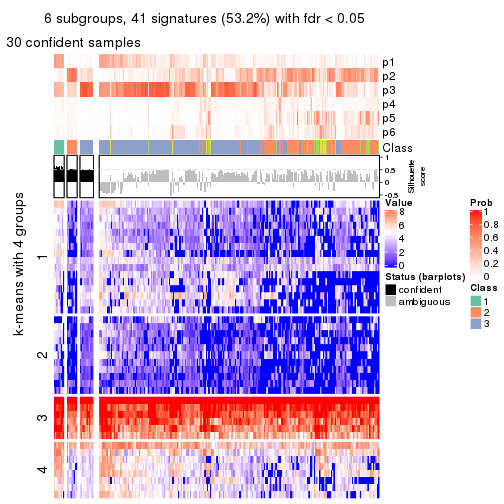 6 subgroups, 41 signatures (53.2%) with fdr < 0.05
30 confident samples
p1
p2
p3
p4
p5
p6
Class
1
0.5
0
-0.5
Silhouette
score
k-means with 4 groups
1
2
3
4
Value
8
6
4
2
0
Status (barplots)
confident
ambiguous
Prob
1
0.8
0.6
0.4
0.2
0
Class
1
2
3